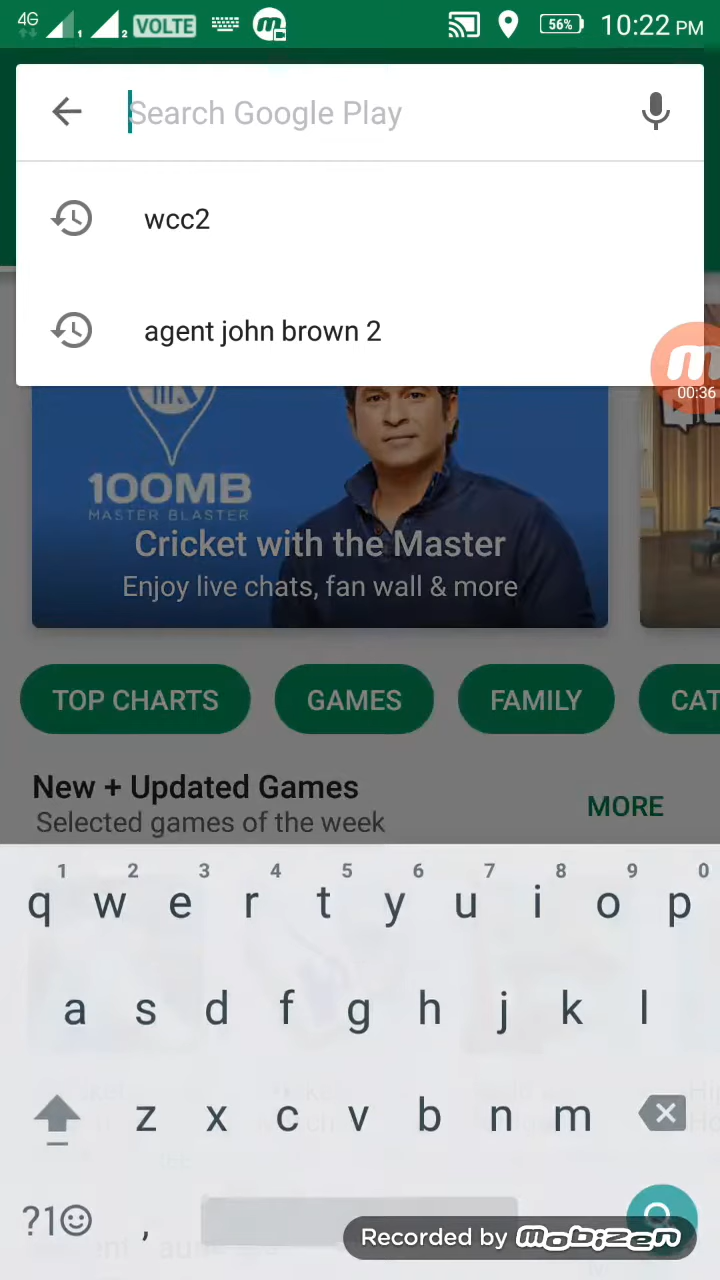 4G 1 2 VOLTE 56% 10:22 PM
Search Google Play
wcc2
agent john brown 2
00:36
100MB
MASTER BLASTER
Cricket with the Master
Enjoy live chats, fan wall & more
TOP CHARTS GAMES FAMILY CAT
New + Updated Games
MORE
Selected games of the week
1 2 3 4 5 6 7 8 9 0
q w e r t y u i o p
a s d f g h j k l
z x c v b n m
?1 ,
Recorded by mobizen